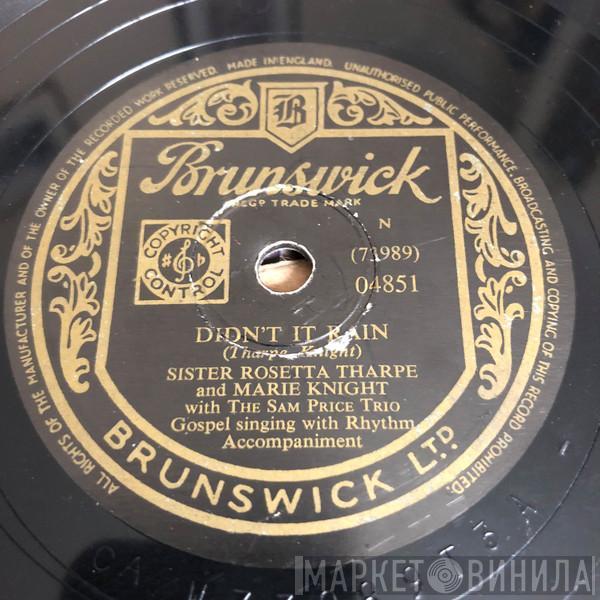 ALL RIGHTS OF THE MANUFACTURER AND OF THE OWNER OF THE RECORDED WORK RESERVED. MADE IN ENGLAND. UNAUTHORISED PUBLIC PERFORMANCE, BROADCASTING AND COPYING OF THIS RECORD PROHIBITED.
B
Brunswick
REGD TRADE MARK
COPYRIGHT
CONTROL
N
(73989)
04851
DIDN'T IT RAIN
(Tharpe, Knight)
SISTER ROSETTA THARPE
and MARIE KNIGHT
with THE SAM PRICE TRIO
Gospel singing with Rhythm
Accompaniment
BRUNSWICK LTD.
МАРКЕТ ВИНИЛА